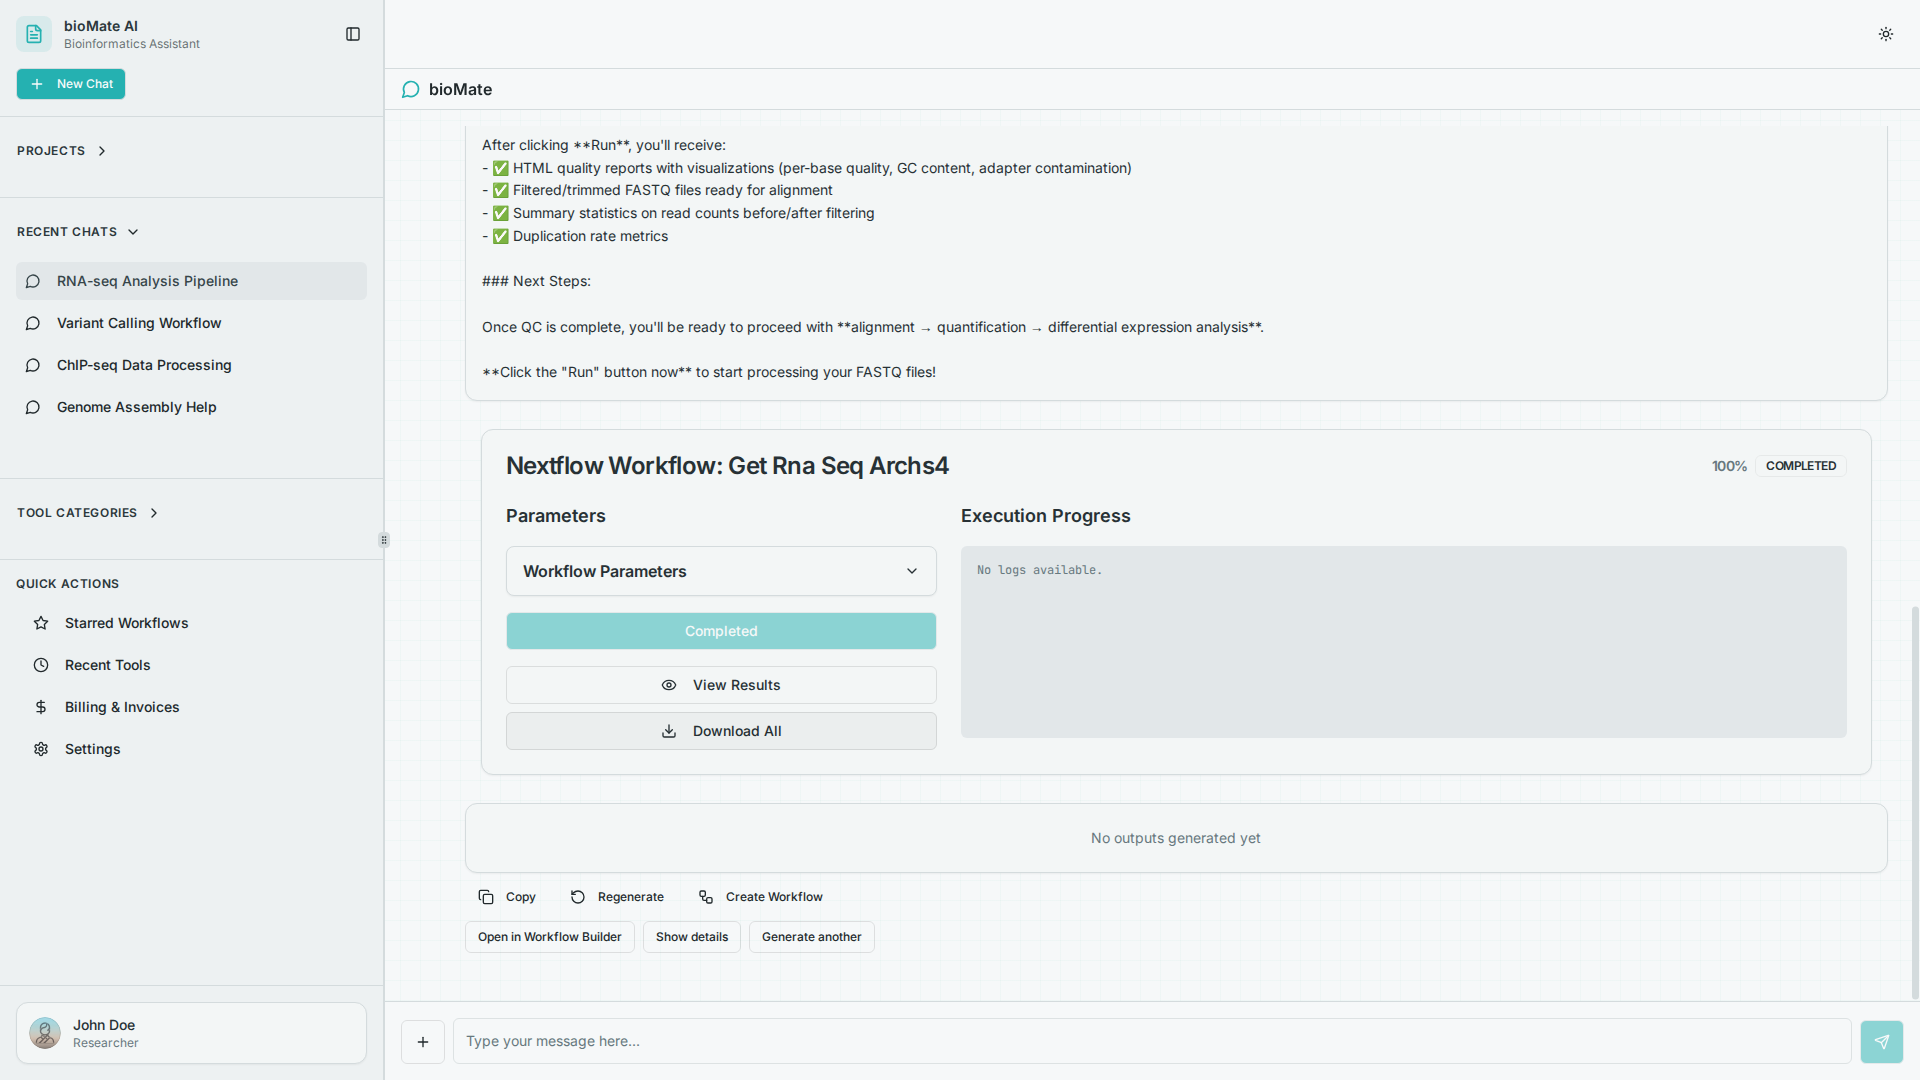 bioMate AI
Bioinformatics Assistant
New Chat
PROJECTS
RECENT CHATS
RNA-seq Analysis Pipeline
Variant Calling Workflow
ChIP-seq Data Processing
Genome Assembly Help
TOOL CATEGORIES
QUICK ACTIONS
Starred Workflows
Recent Tools
Billing & Invoices
Settings
John Doe
Researcher
bioMate
After clicking **Run**, you'll receive:
- ✅ HTML quality reports with visualizations (per-base quality, GC content, adapter contamination)
- ✅ Filtered/trimmed FASTQ files ready for alignment
- ✅ Summary statistics on read counts before/after filtering
- ✅ Duplication rate metrics
### Next Steps:
Once QC is complete, you'll be ready to proceed with **alignment → quantification → differential expression analysis**.
**Click the "Run" button now** to start processing your FASTQ files!
Nextflow Workflow: Get Rna Seq Archs4
100% COMPLETED
Parameters
Workflow Parameters
Completed
View Results
Download All
Execution Progress
No logs available.
No outputs generated yet
Copy Regenerate Create Workflow
Open in Workflow Builder Show details Generate another
Type your message here...